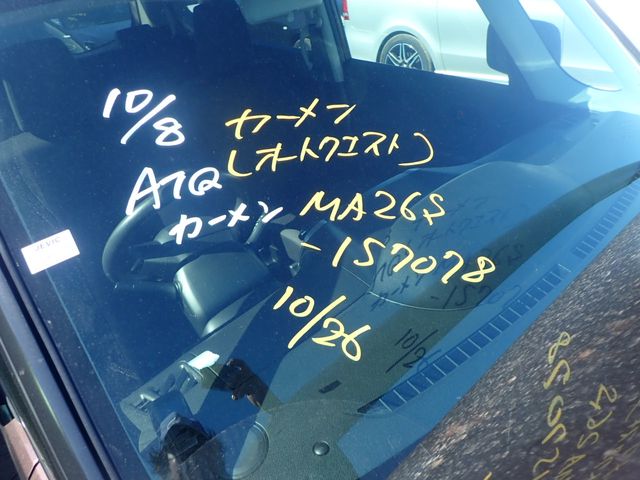 10/8
カーメン
(オートクエスト)
ATQ
カーメン
MA26S
-157078
10/26
JEVIC